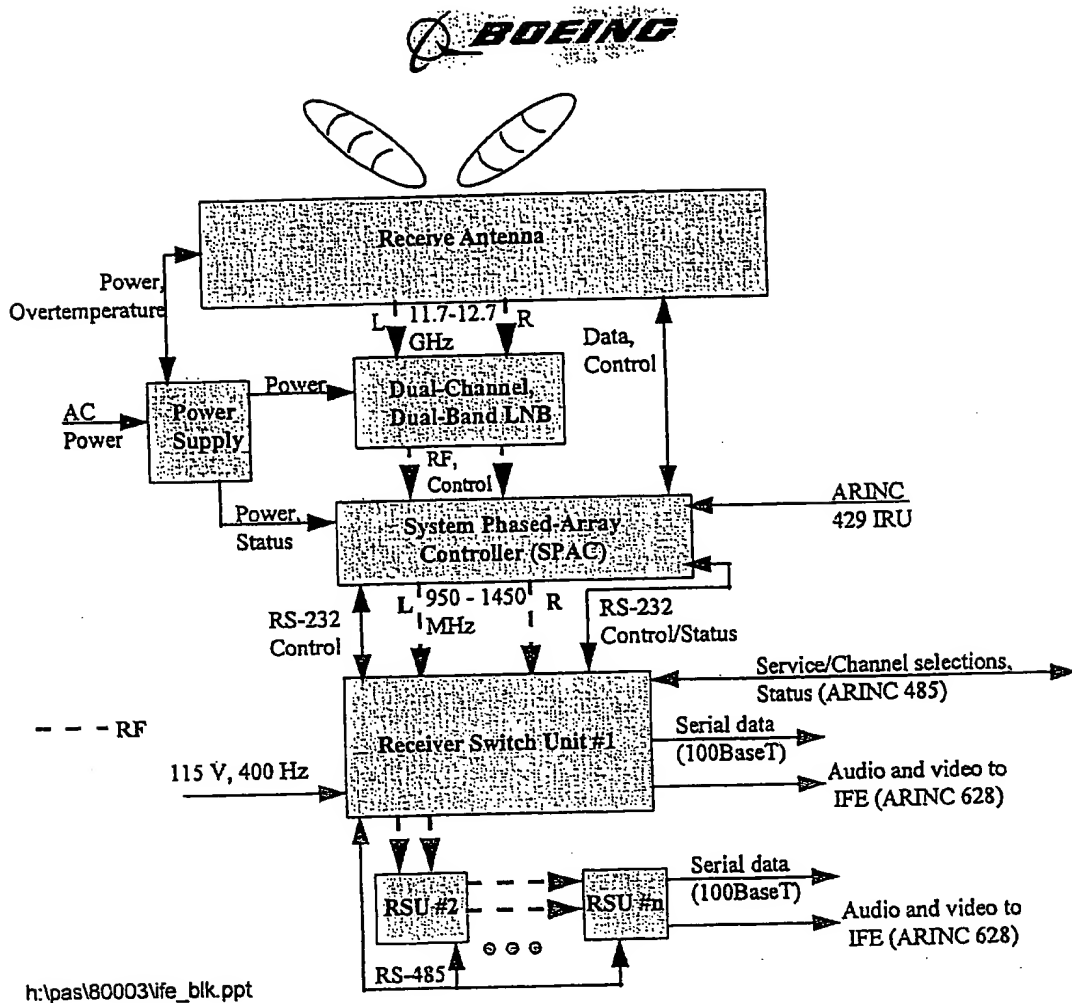 BOEING
Receive Antenna
Power,
Overtemperature
L 11.7-12.7 R
GHz
Data,
Control
Power
Dual-Channel,
Dual-Band LNB
AC
Power
Power
Supply
RF,
Control
Power,
Status
System Phased-Array
Controller (SPAC)
ARINC
429 IRU
RS-232
Control
L 950 - 1450 R
MHz
RS-232
Control/Status
Service/Channel selections,
Status (ARINC 485)
RF
Receiver Switch Unit #1
Serial data
(100BaseT)
115 V, 400 Hz
Audio and video to
IFE (ARINC 628)
RSU #2
RSU #n
Serial data
(100BaseT)
Audio and video to
IFE (ARINC 628)
RS-485
h:\pas\80003\ife_blk.ppt